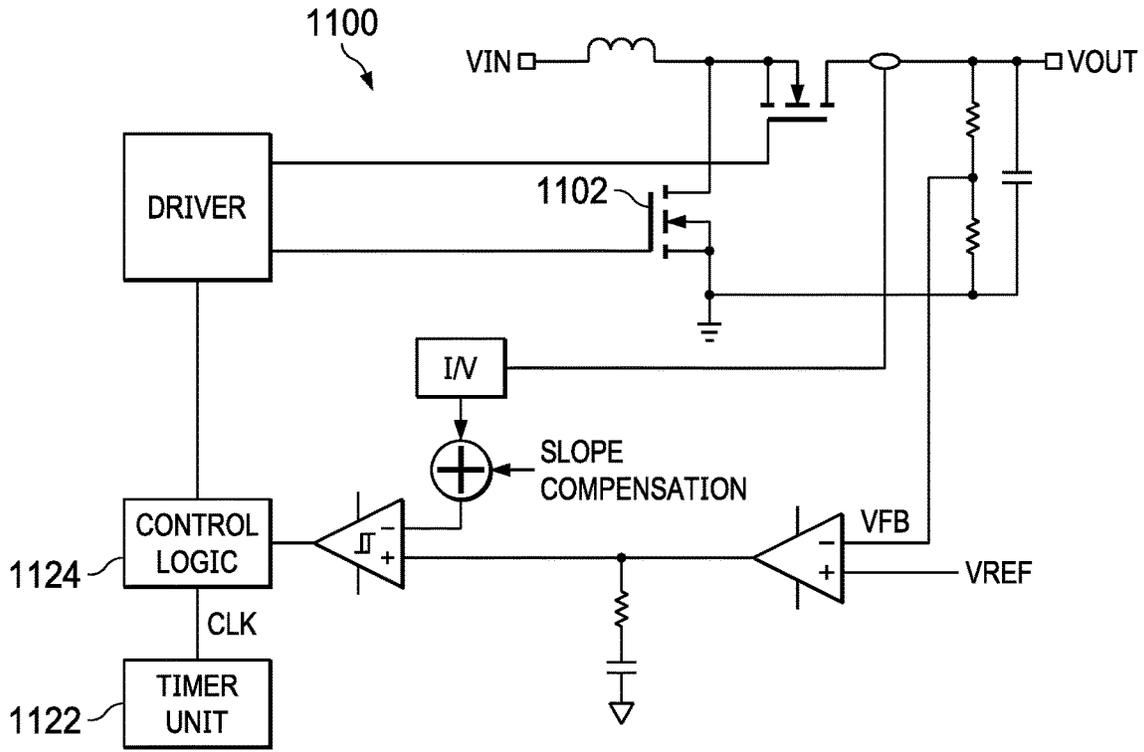 1100
VIN
VOUT
DRIVER
1102
I/V
SLOPE
COMPENSATION
CONTROL
LOGIC
1124
-
+
VFB
-
+
VREF
CLK
TIMER
UNIT
1122